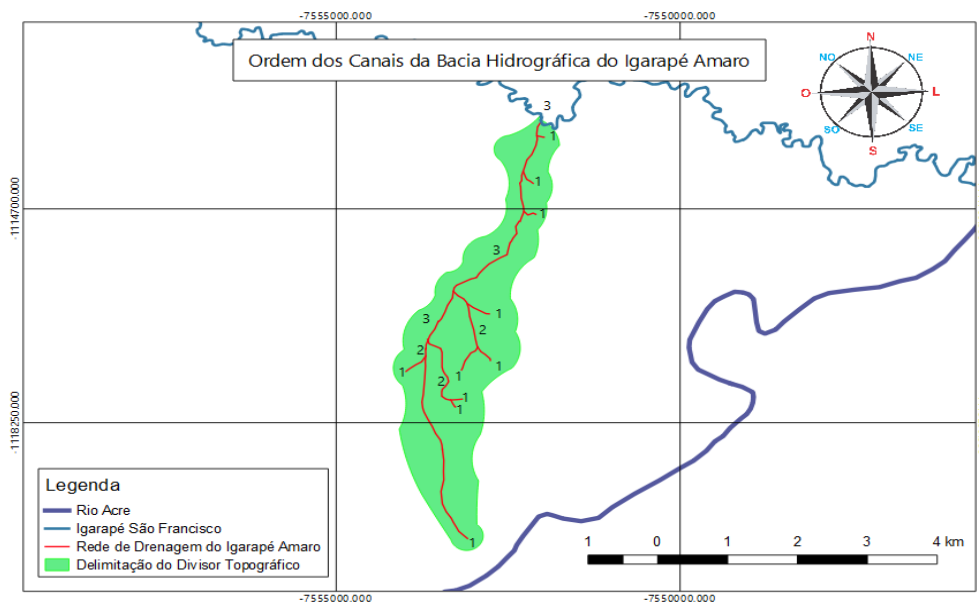 -7555000.000
-7550000.000
Ordem dos Canais da Bacia Hidrográfica do Igarapé Amaro
N
NO
NE
O
L
SO
SE
S
3
1
1
-1114700.000
1
3
1
3
2
2
1
1
2
1
1
1
-1118250.000
1
Legenda
Rio Acre
Igarapé São Francisco
Rede de Drenagem do Igarapé Amaro
Delimitação do Divisor Topográfico
1 0 1 2 3 4 km
-7555000.000
-7550000.000